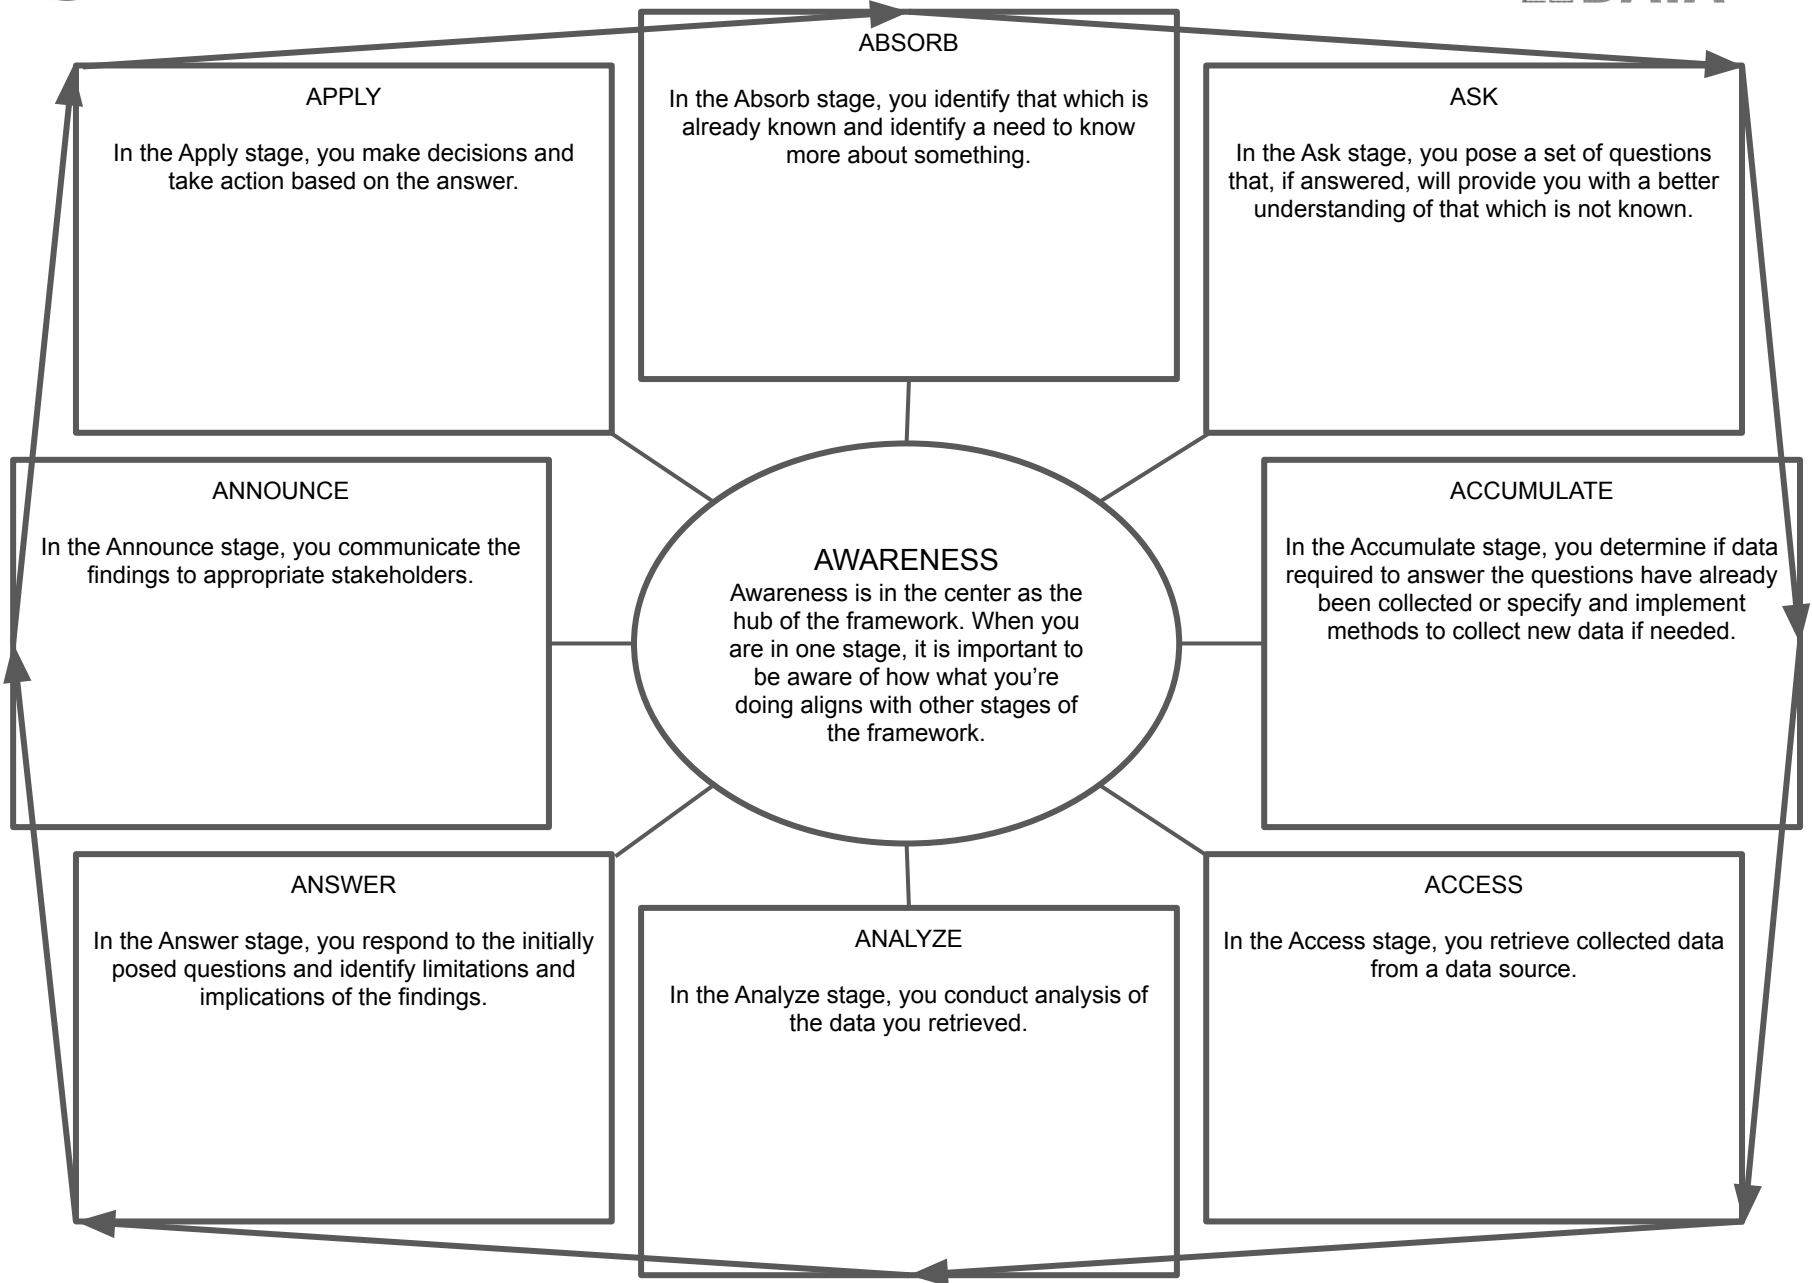 ABSORB
In the Absorb stage, you identify that which is
already known and identify a need to know
more about something.
ASK
In the Ask stage, you pose a set of questions
that, if answered, will provide you with a better
understanding of that which is not known.
ACCUMULATE
In the Accumulate stage, you determine if data
required to answer the questions have already
been collected or specify and implement
methods to collect new data if needed.
ACCESS
In the Access stage, you retrieve collected data
from a data source.
ANALYZE
In the Analyze stage, you conduct analysis of
the data you retrieved.
ANSWER
In the Answer stage, you respond to the initially
posed questions and identify limitations and
implications of the findings.
ANNOUNCE
In the Announce stage, you communicate the
findings to appropriate stakeholders.
APPLY
In the Apply stage, you make decisions and
take action based on the answer.
AWARENESS
Awareness is in the center as the
hub of the framework. When you
are in one stage, it is important to
be aware of how what you’re
doing aligns with other stages of
the framework.